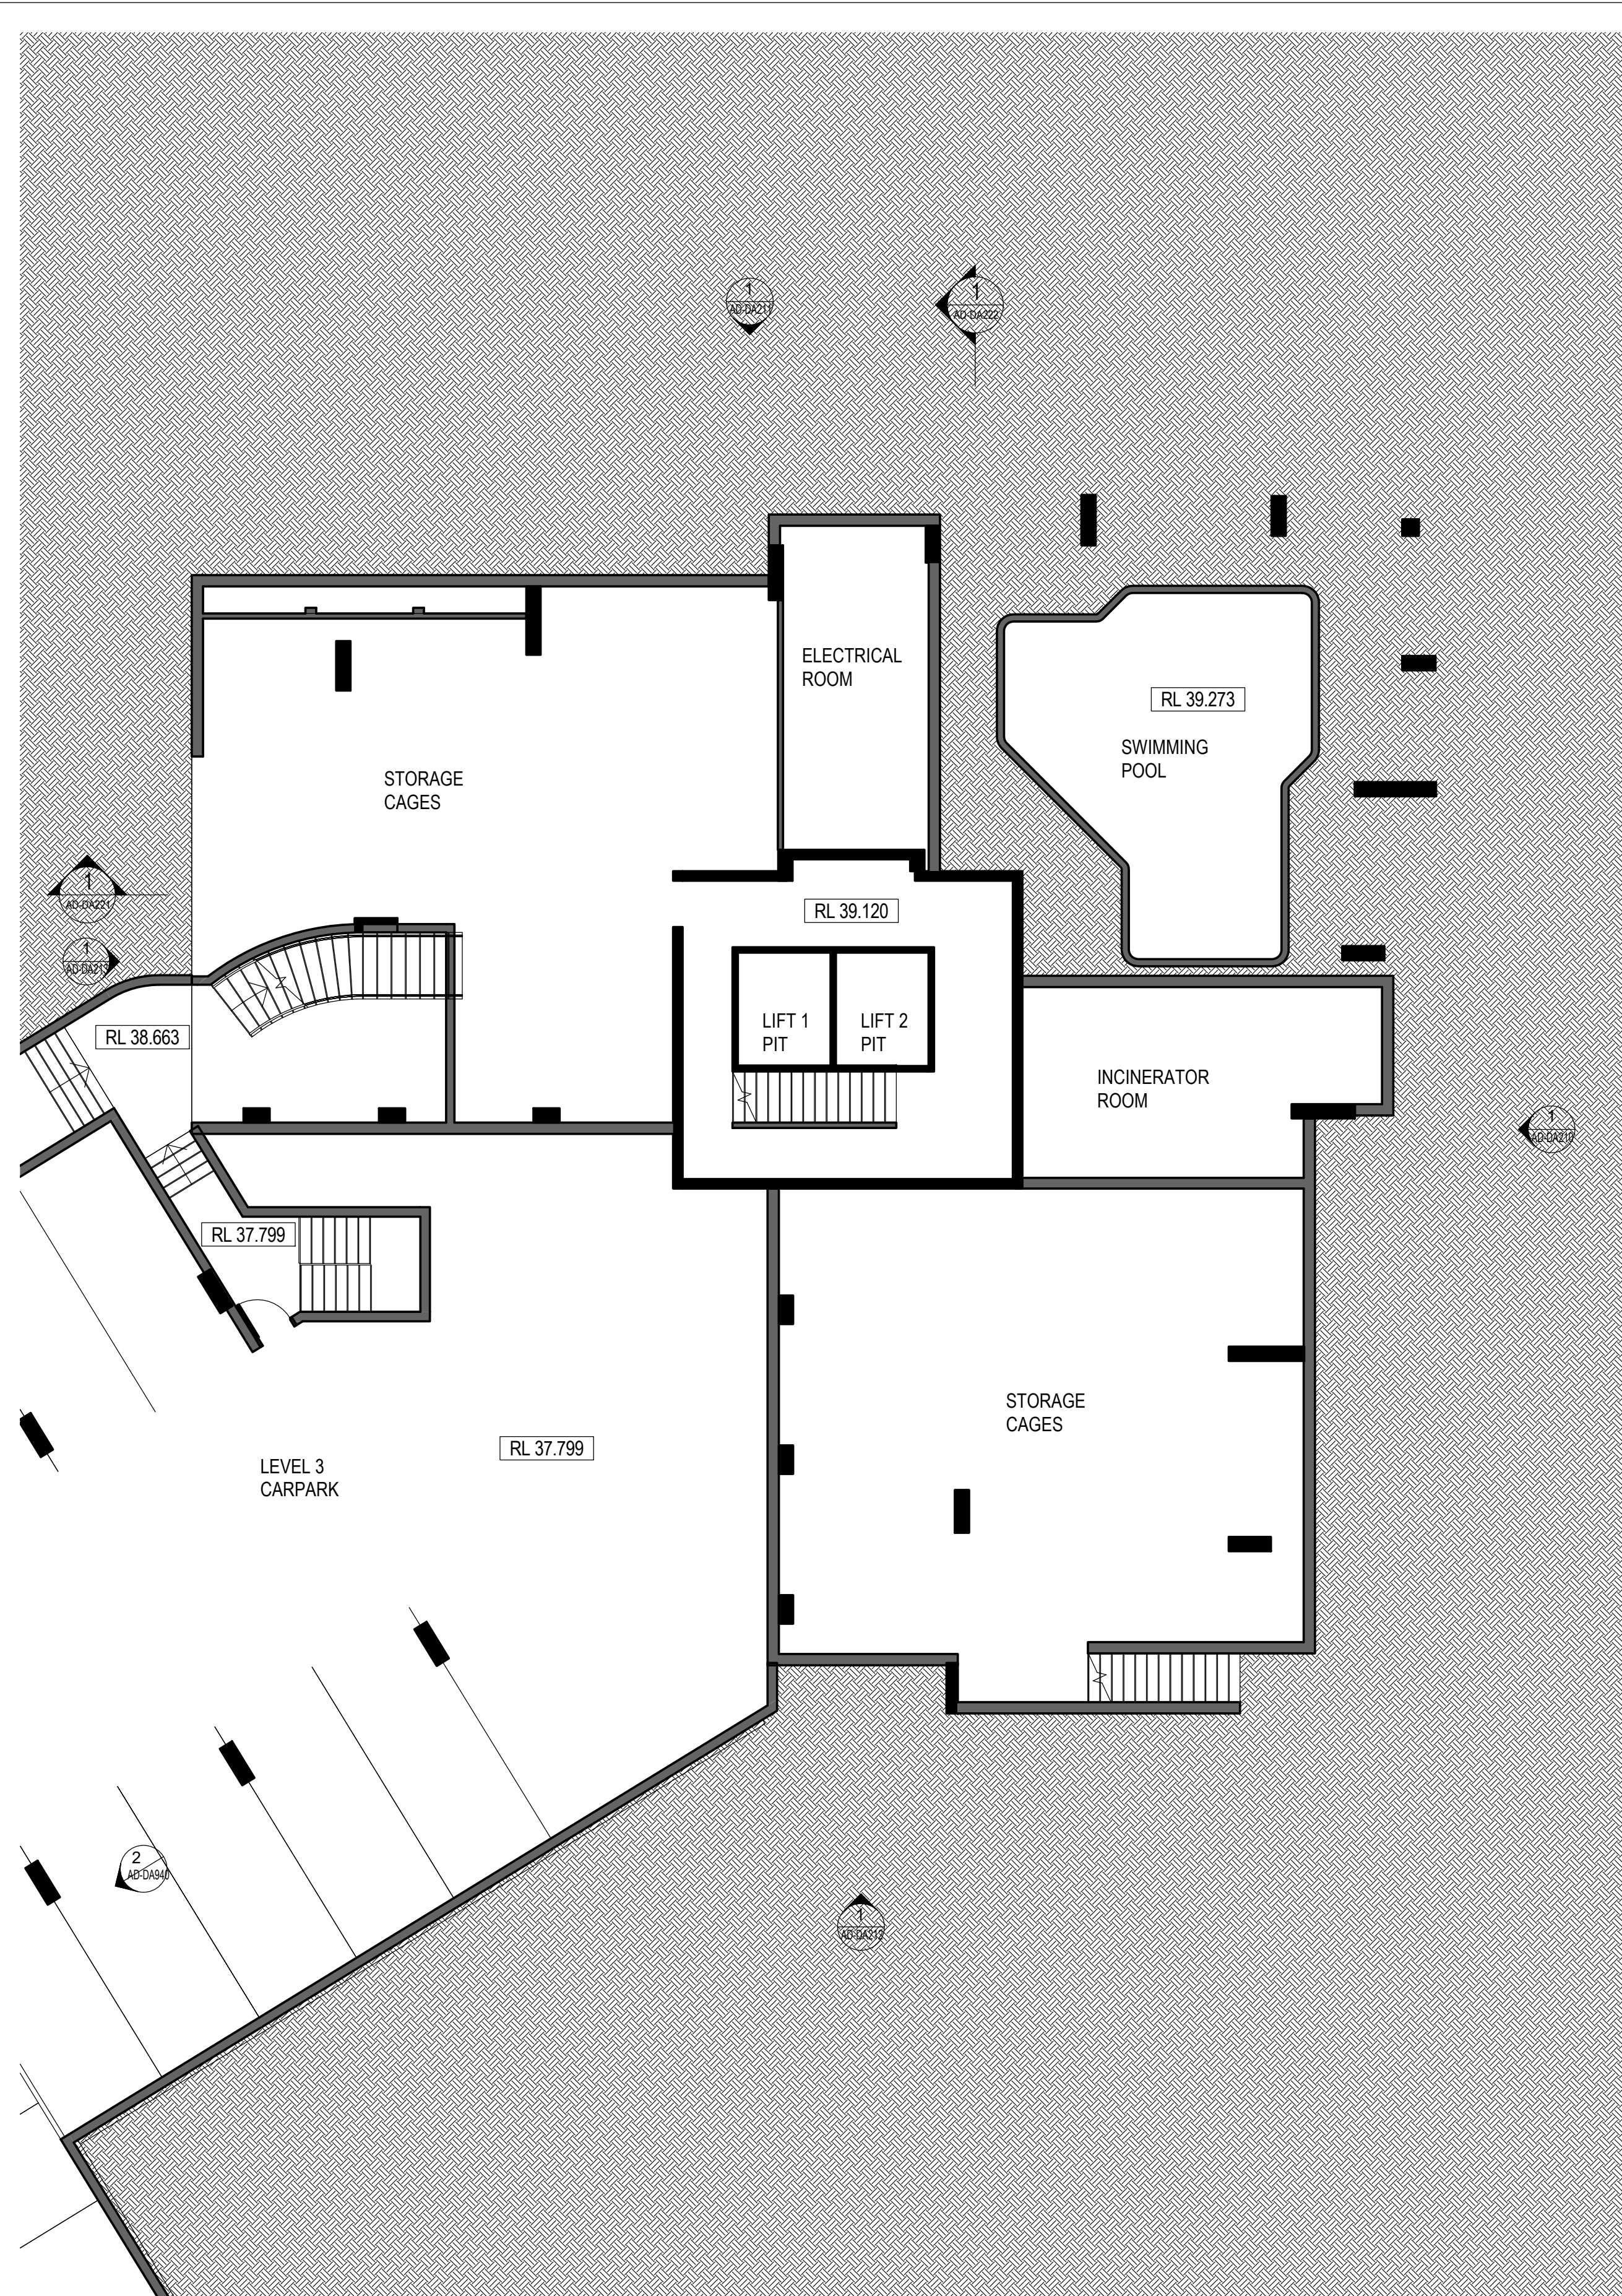 1
AD-DA211
1
AD-DA222
ELECTRICAL
ROOM
RL 39.273
SWIMMING
POOL
STORAGE
CAGES
1
AD-DA221
RL 39.120
1
AD-DA213
RL 38.663
LIFT 1
PIT
LIFT 2
PIT
INCINERATOR
ROOM
1
AD-DA210
RL 37.799
STORAGE
CAGES
RL 37.799
LEVEL 3
CARPARK
2
AD-DA940
1
AD-DA212